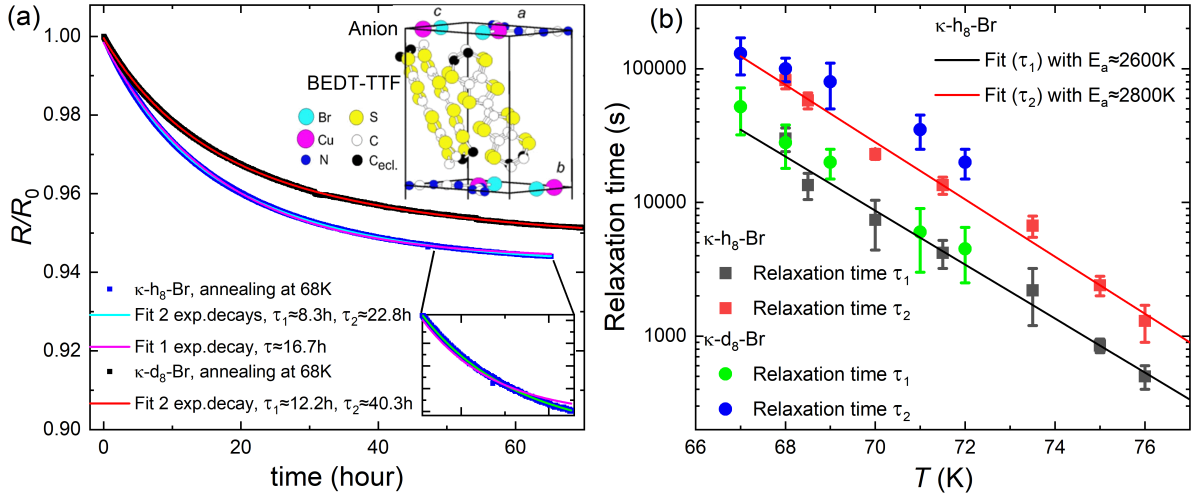 (a)
1.00
0.98
0.96
0.94
0.92
0.90
R/R0
0
20
40
60
time (hour)
Anion
c
a
BEDT-TTF
Br
S
Cu
C
N
Cecl.
b
κ-h8-Br, annealing at 68K
Fit 2 exp.decays, τ1≈8.3h, τ2≈22.8h
Fit 1 exp.decay, τ≈16.7h
κ-d8-Br, annealing at 68K
Fit 2 exp.decay, τ1≈12.2h, τ2≈40.3h
(b)
100000
10000
1000
Relaxation time (s)
66
68
70
72
74
76
T (K)
κ-h8-Br
Fit (τ1) with Ea≈2600K
Fit (τ2) with Ea≈2800K
κ-h8-Br
Relaxation time τ1
Relaxation time τ2
κ-d8-Br
Relaxation time τ1
Relaxation time τ2